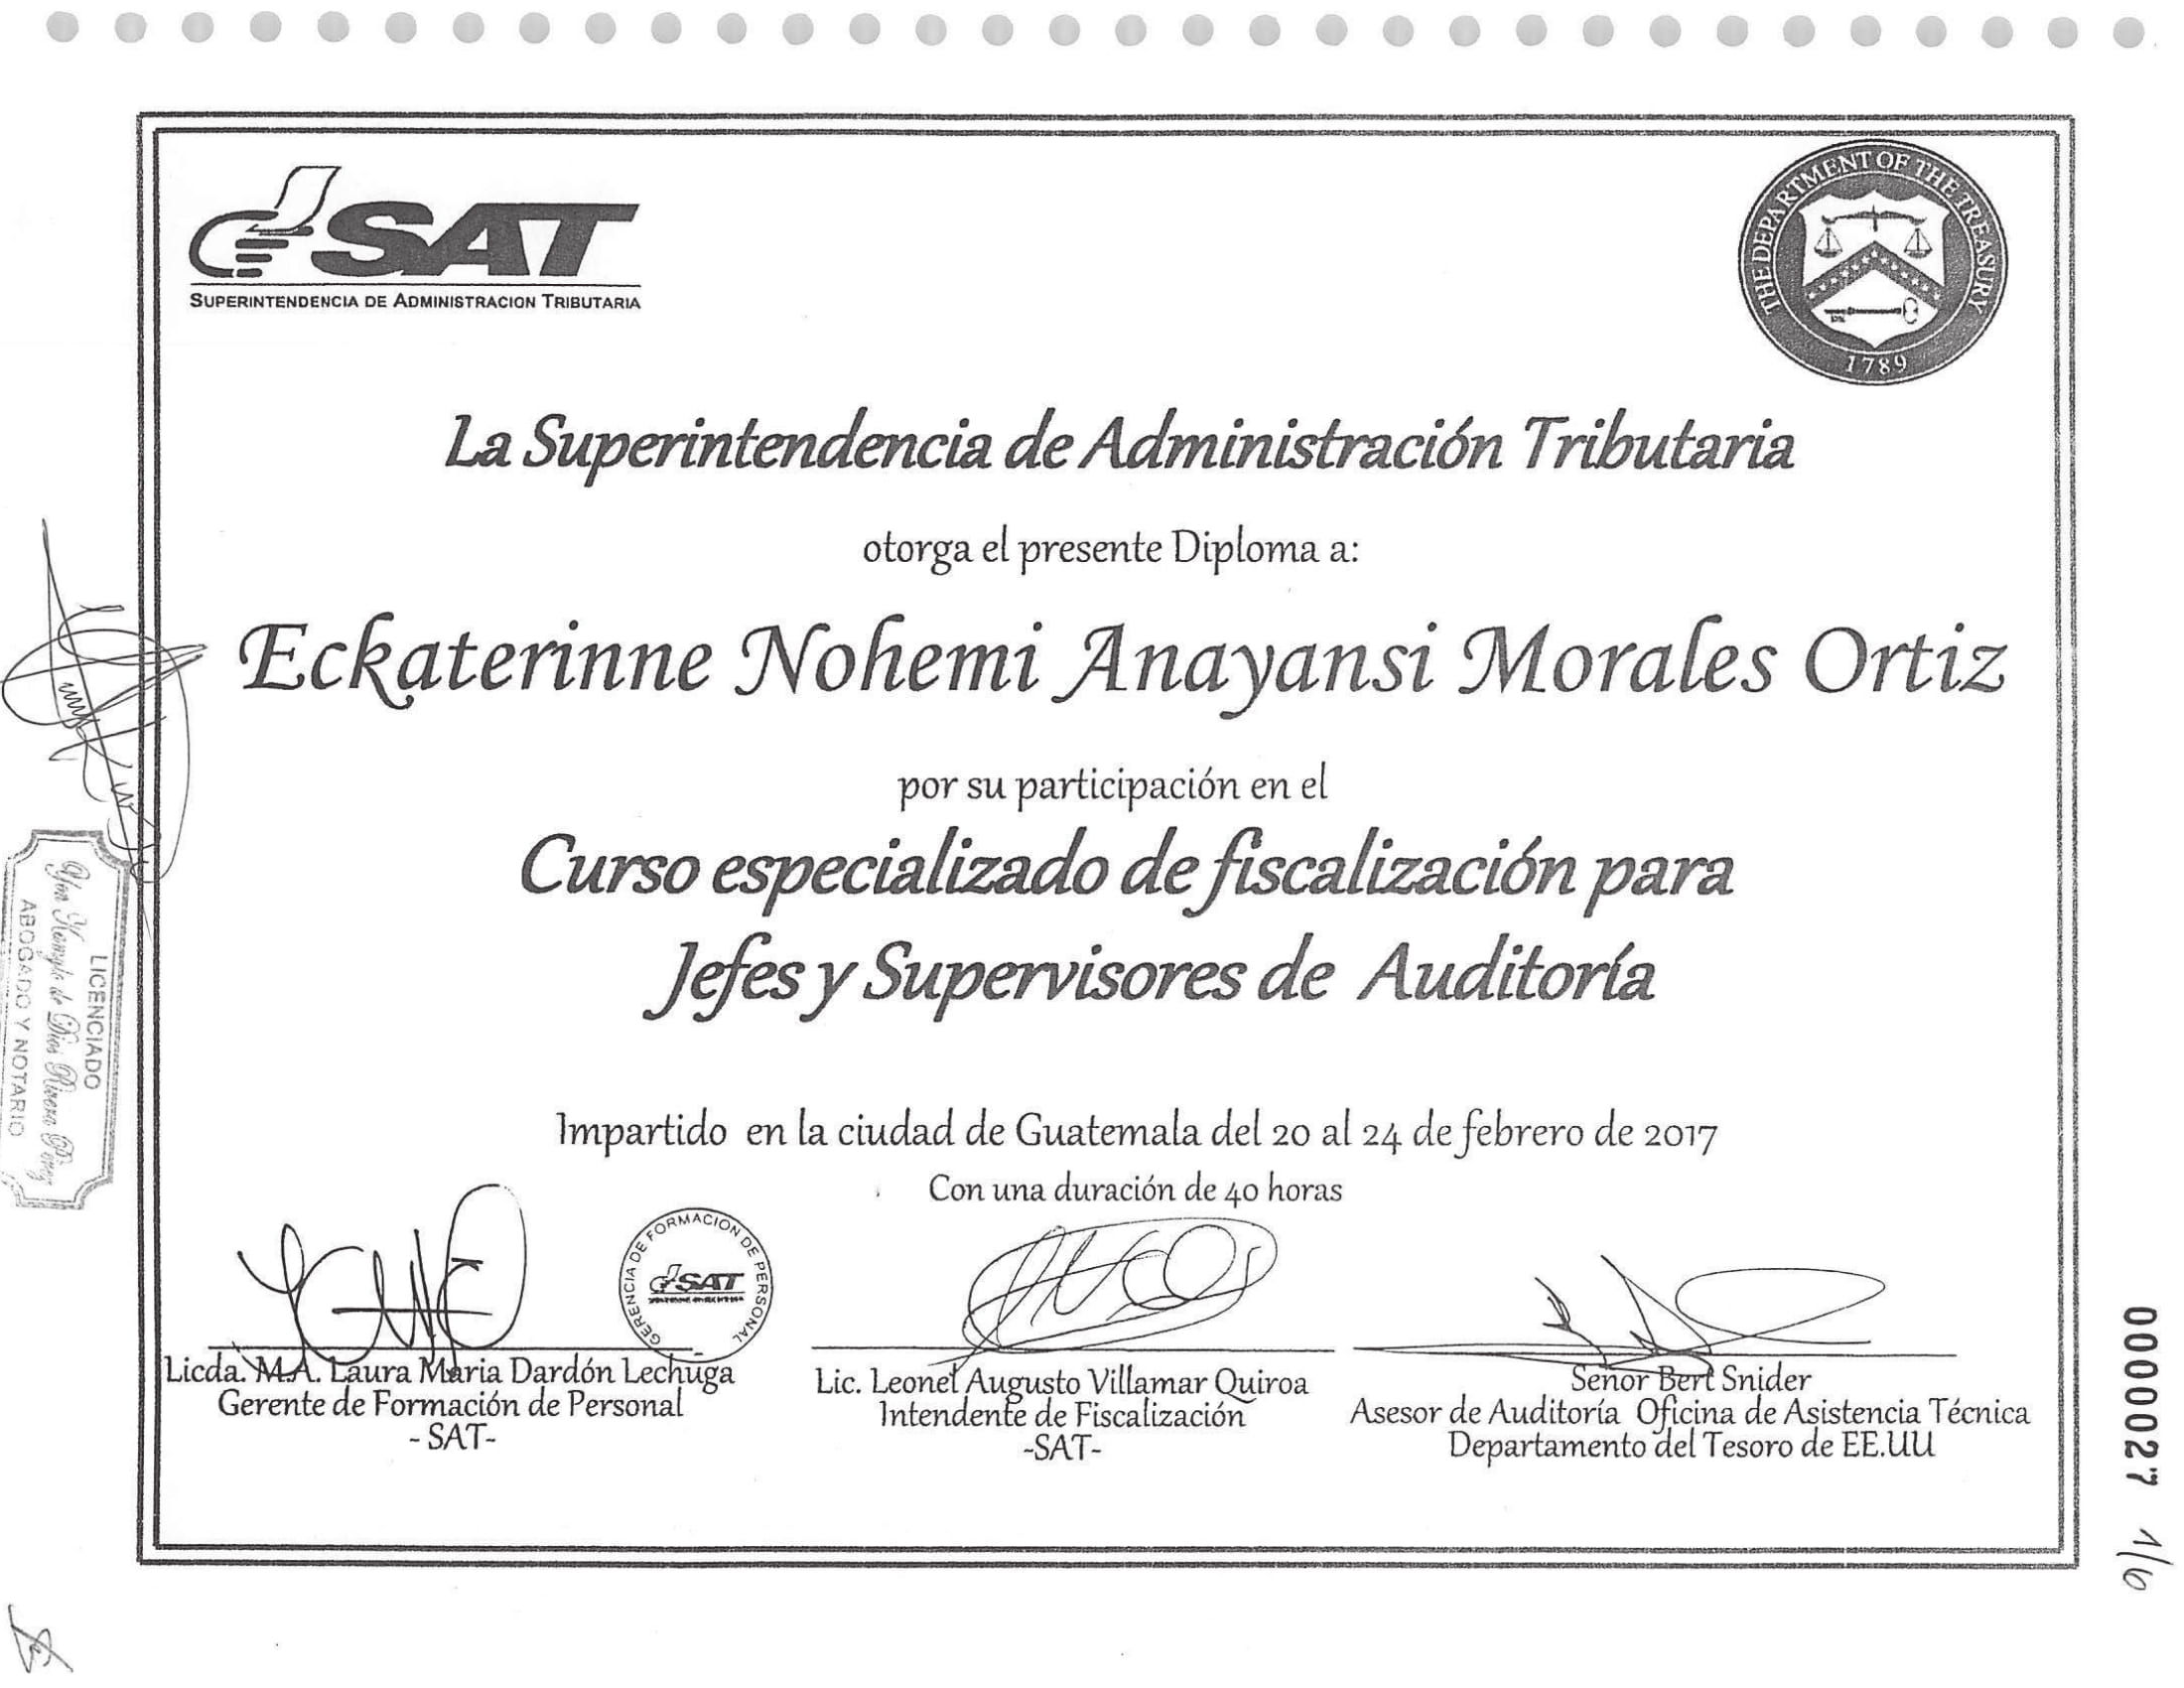 SAT
SUPERINTENDENCIA DE ADMINISTRACION TRIBUTARIA
THE DEPARTMENT OF THE TREASURY
1789
La Superintendencia de Administración Tributaria
otorga el presente Diploma a:
Eckaterinne Nohemi Anayansi Morales Ortiz
por su participación en el
Curso especializado de fiscalización para
Jefes y Supervisores de Auditoría
Impartido en la ciudad de Guatemala del 20 al 24 de febrero de 2017
Con una duración de 40 horas
GERENCIA DE FORMACION DE PERSONAL
SAT
Licda. M.A. Laura Maria Dardón Lechuga
Gerente de Formación de Personal
- SAT-
Lic. Leonel Augusto Villamar Quiroa
Intendente de Fiscalización
-SAT-
Señor Bert Snider
Asesor de Auditoría Oficina de Asistencia Técnica
Departamento del Tesoro de EE.UU
LICENCIADO
de Dios Rivera Pérez
ABOGADO Y NOTARIO
0000027
1/6